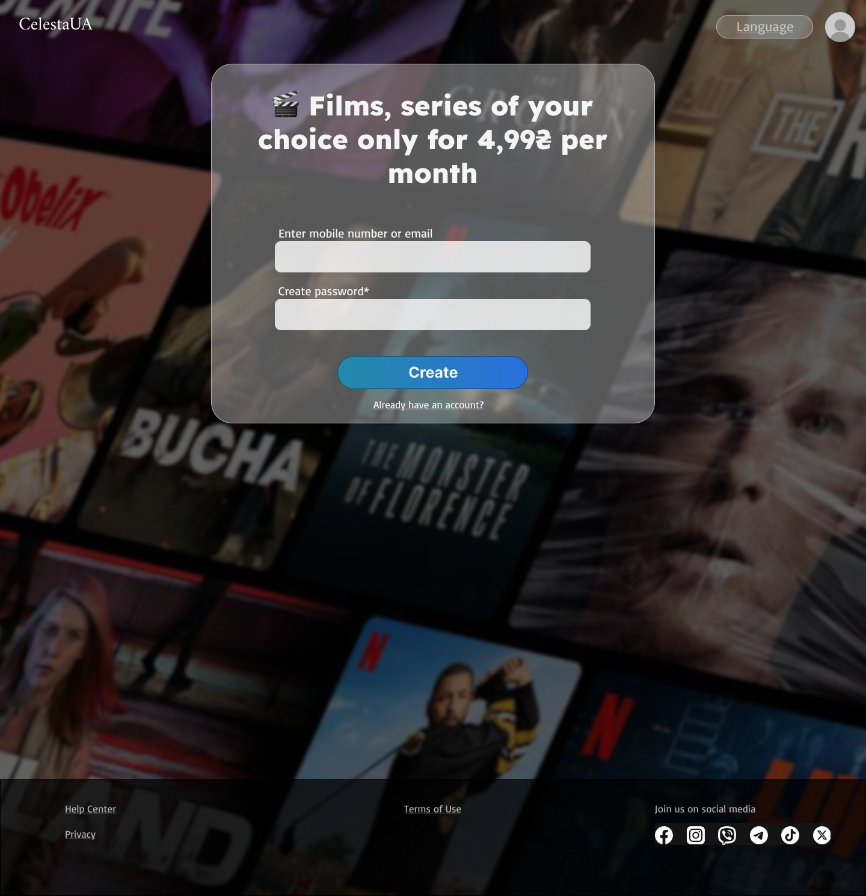 CelestaUA
Language
🎬 Films, series of your
choice only for 4,99₴ per
month
Enter mobile number or email
Create password*
Create
Already have an account?
Obelix
THE
BUCHA
THE MONSTER
OF FLORENCE
N
N
LAND
Help Center
Terms of Use
Join us on social media
Privacy